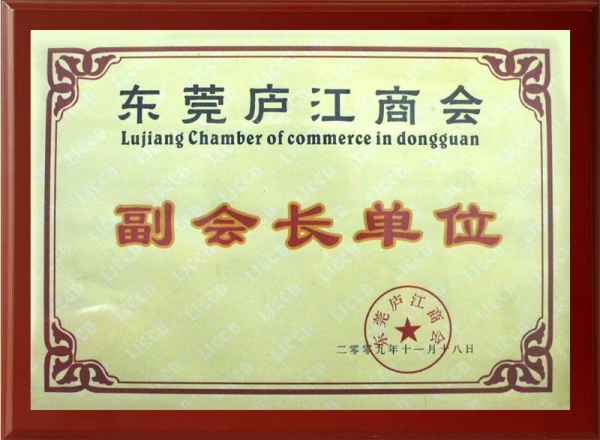 东莞庐江商会
Lujiang Chamber of commerce in dongguan
副会长单位
东莞庐江商会
二零零九年十一月十八日
LJCCD